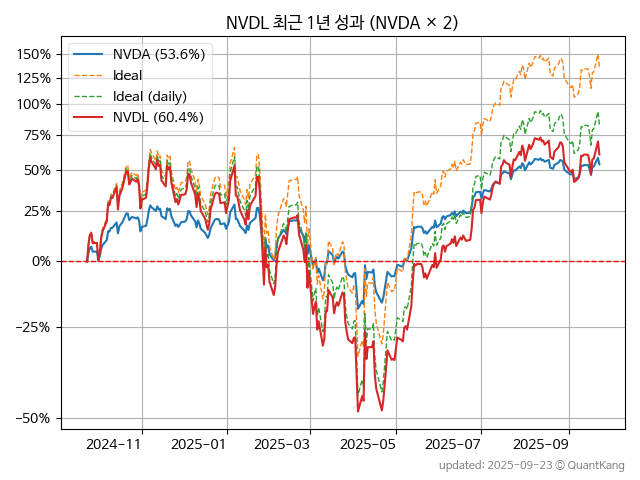 NVDL 최근 1년 성과 (NVDA × 2)
150%
125%
100%
75%
50%
25%
0%
−25%
−50%
NVDA (53.6%)
Ideal
Ideal (daily)
NVDL (60.4%)
2024-11
2025-01
2025-03
2025-05
2025-07
2025-09
updated: 2025-09-23 ⓒ QuantKang